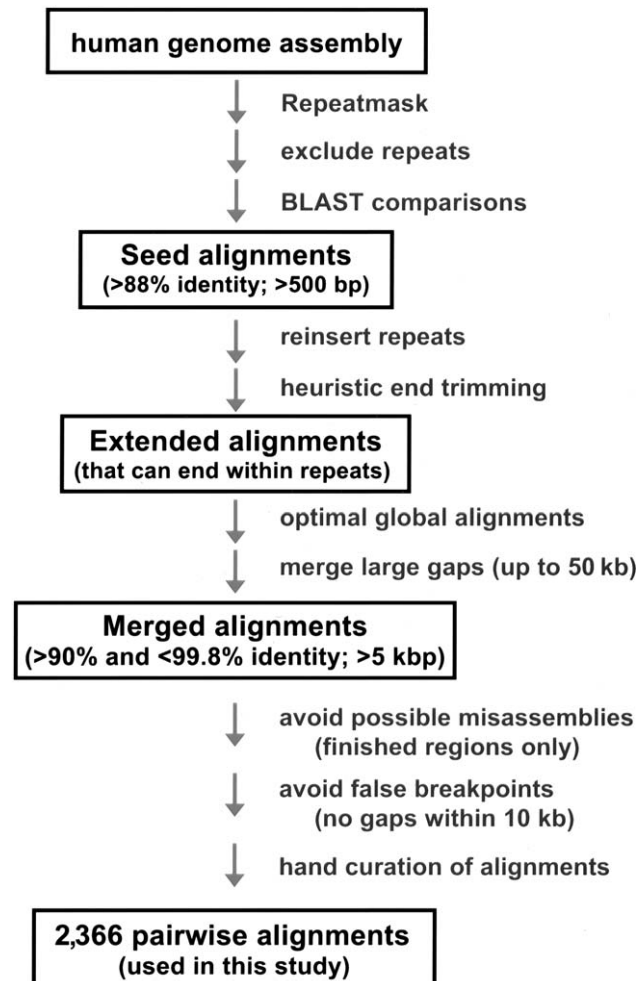 human genome assembly
Repeatmask
exclude repeats
BLAST comparisons
Seed alignments
(>88% identity; >500 bp)
reinsert repeats
heuristic end trimming
Extended alignments
(that can end within repeats)
optimal global alignments
merge large gaps (up to 50 kb)
Merged alignments
(>90% and <99.8% identity; >5 kbp)
avoid possible misassemblies
(finished regions only)
avoid false breakpoints
(no gaps within 10 kb)
hand curation of alignments
2,366 pairwise alignments
(used in this study)